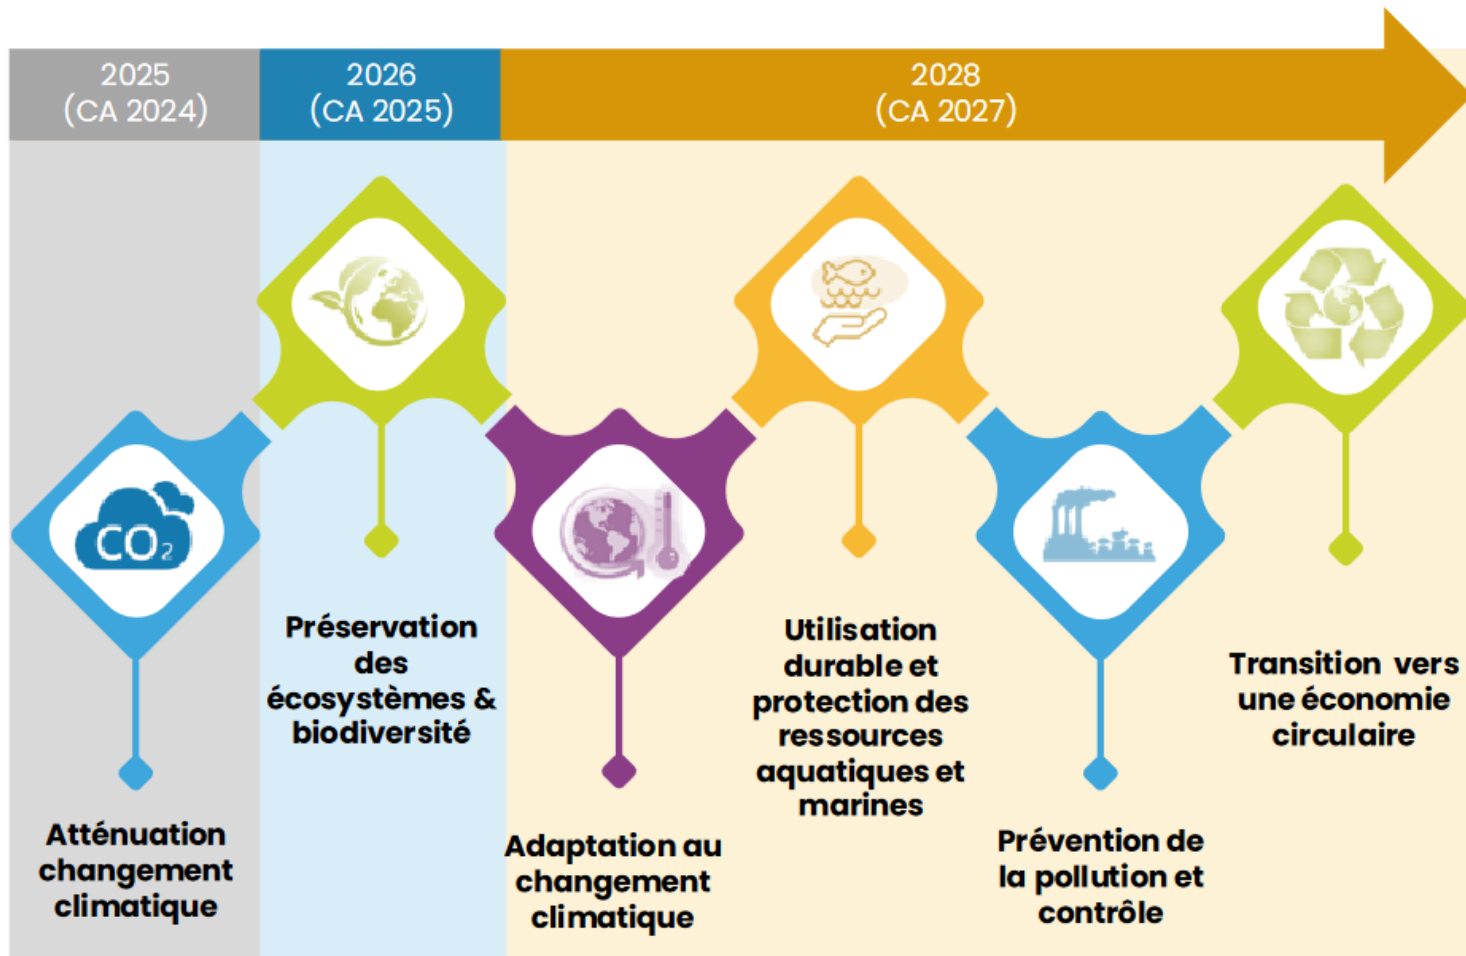 2025
(CA 2024)
2026
(CA 2025)
2028
(CA 2027)
CO₂
Atténuation
changement
climatique
Préservation
des
écosystèmes &
biodiversité
Adaptation au
changement
climatique
Utilisation
durable et
protection des
ressources
aquatiques et
marines
Prévention de
la pollution et
contrôle
Transition vers
une économie
circulaire